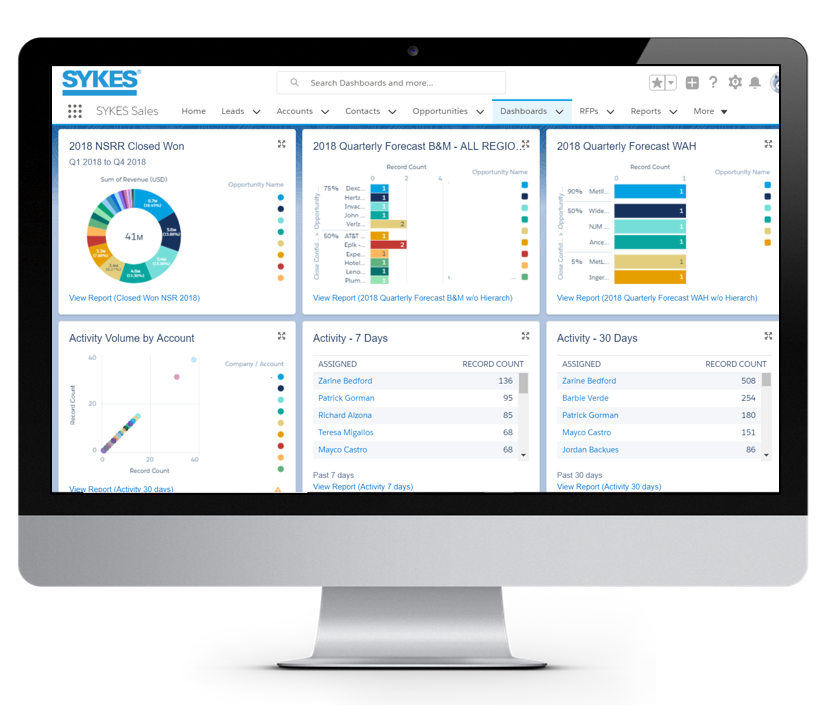 SYKES®
Search Dashboards and more...
SYKES Sales Home Leads Accounts Contacts Opportunities Dashboards RFPs Reports More
2018 NSRR Closed Won
Q1 2018 to Q4 2018
Sum of Revenue (USD)
Opportunity Name
41M
View Report (Closed Won NSR 2018)
2018 Quarterly Forecast B&M - ALL REGIO...
Record Count
0 2 4
Opportunity Name
Close Confid... > Opportunity ...
75% Dexc... 1
Hertz... 1
Invac... 1
John ... 1
Veriz... 2
50% AT&T ... 1
Eplk -... 2
Expe... 1
Hotel... 1
Leno... 1
Plum... 1
View Report (2018 Quarterly Forecast B&M w/o Hierarch)
2018 Quarterly Forecast WAH
Record Count
0 1
Opportunity Name
Close Confid... > Opportunity...
90% Metli... 1
50% Wide... 1
NJM ... 1
Ance... 1
5% MetL... 1
Inger... 1
View Report (2018 Quarterly Forecast WAH w/o Hierarch)
Activity Volume by Account
Company / Account
Record Count
40
20
0
0 20 40
Record Count
View Report (Activity 30 days)
Activity - 7 Days
ASSIGNED RECORD COUNT
Zarine Bedford 136
Patrick Gorman 95
Richard Alzona 85
Teresa Migallos 68
Mayco Castro 68
Past 7 days
View Report (Activity 7 days)
Activity - 30 Days
ASSIGNED RECORD COUNT
Zarine Bedford 508
Barbie Verde 254
Patrick Gorman 180
Mayco Castro 151
Jordan Backues 86
Past 30 days
View Report (Activity 30 days)